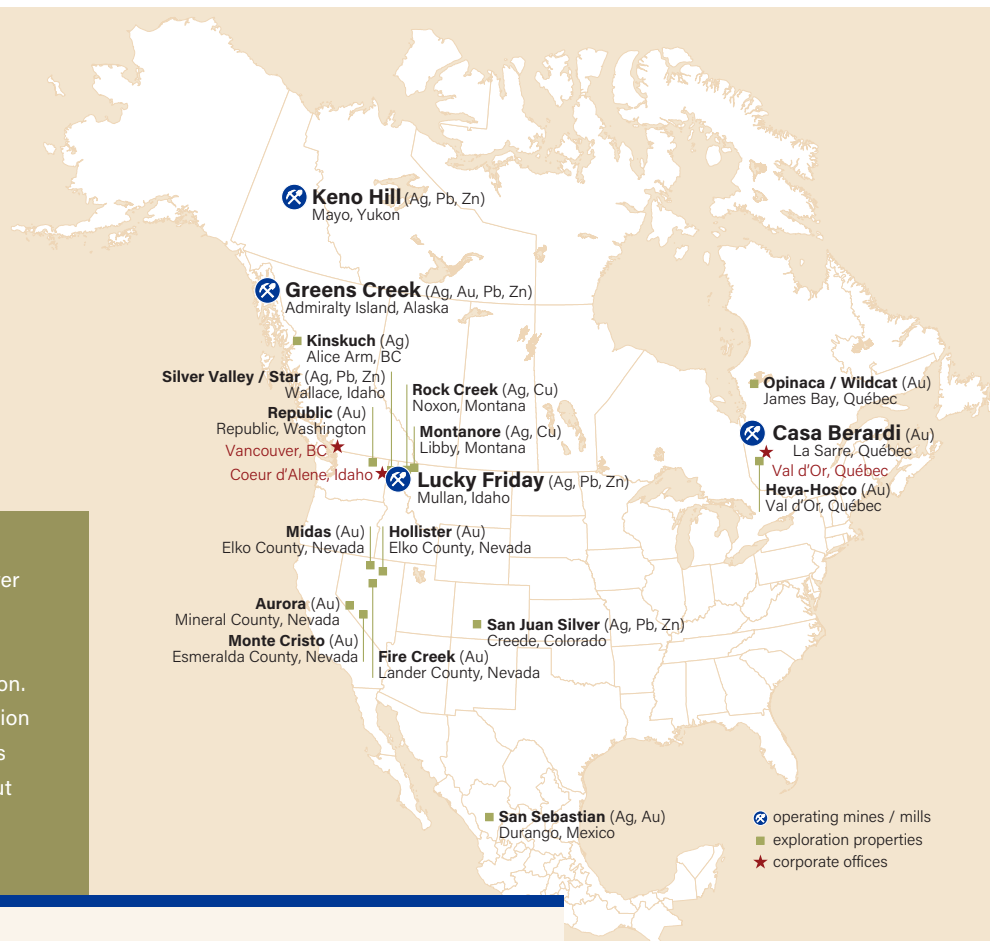 Keno Hill (Ag, Pb, Zn)
Mayo, Yukon
Greens Creek (Ag, Au, Pb, Zn)
Admiralty Island, Alaska
Kinskuch (Ag)
Alice Arm, BC
Silver Valley / Star (Ag, Pb, Zn)
Wallace, Idaho
Rock Creek (Ag, Cu)
Noxon, Montana
Republic (Au)
Republic, Washington
Montanore (Ag, Cu)
Libby, Montana
Vancouver, BC
Coeur d'Alene, Idaho
Lucky Friday (Ag, Pb, Zn)
Mullan, Idaho
Opinaca / Wildcat (Au)
James Bay, Québec
Casa Berardi (Au)
La Sarre, Québec
Val d'Or, Québec
Heva-Hosco (Au)
Val d'Or, Québec
Midas (Au)
Elko County, Nevada
Hollister (Au)
Elko County, Nevada
Aurora (Au)
Mineral County, Nevada
Monte Cristo (Au)
Esmeralda County, Nevada
Fire Creek (Au)
Lander County, Nevada
San Juan Silver (Ag, Pb, Zn)
Creede, Colorado
San Sebastian (Ag, Au)
Durango, Mexico
operating mines / mills
exploration properties
corporate offices
er
on.
ion
s
ut